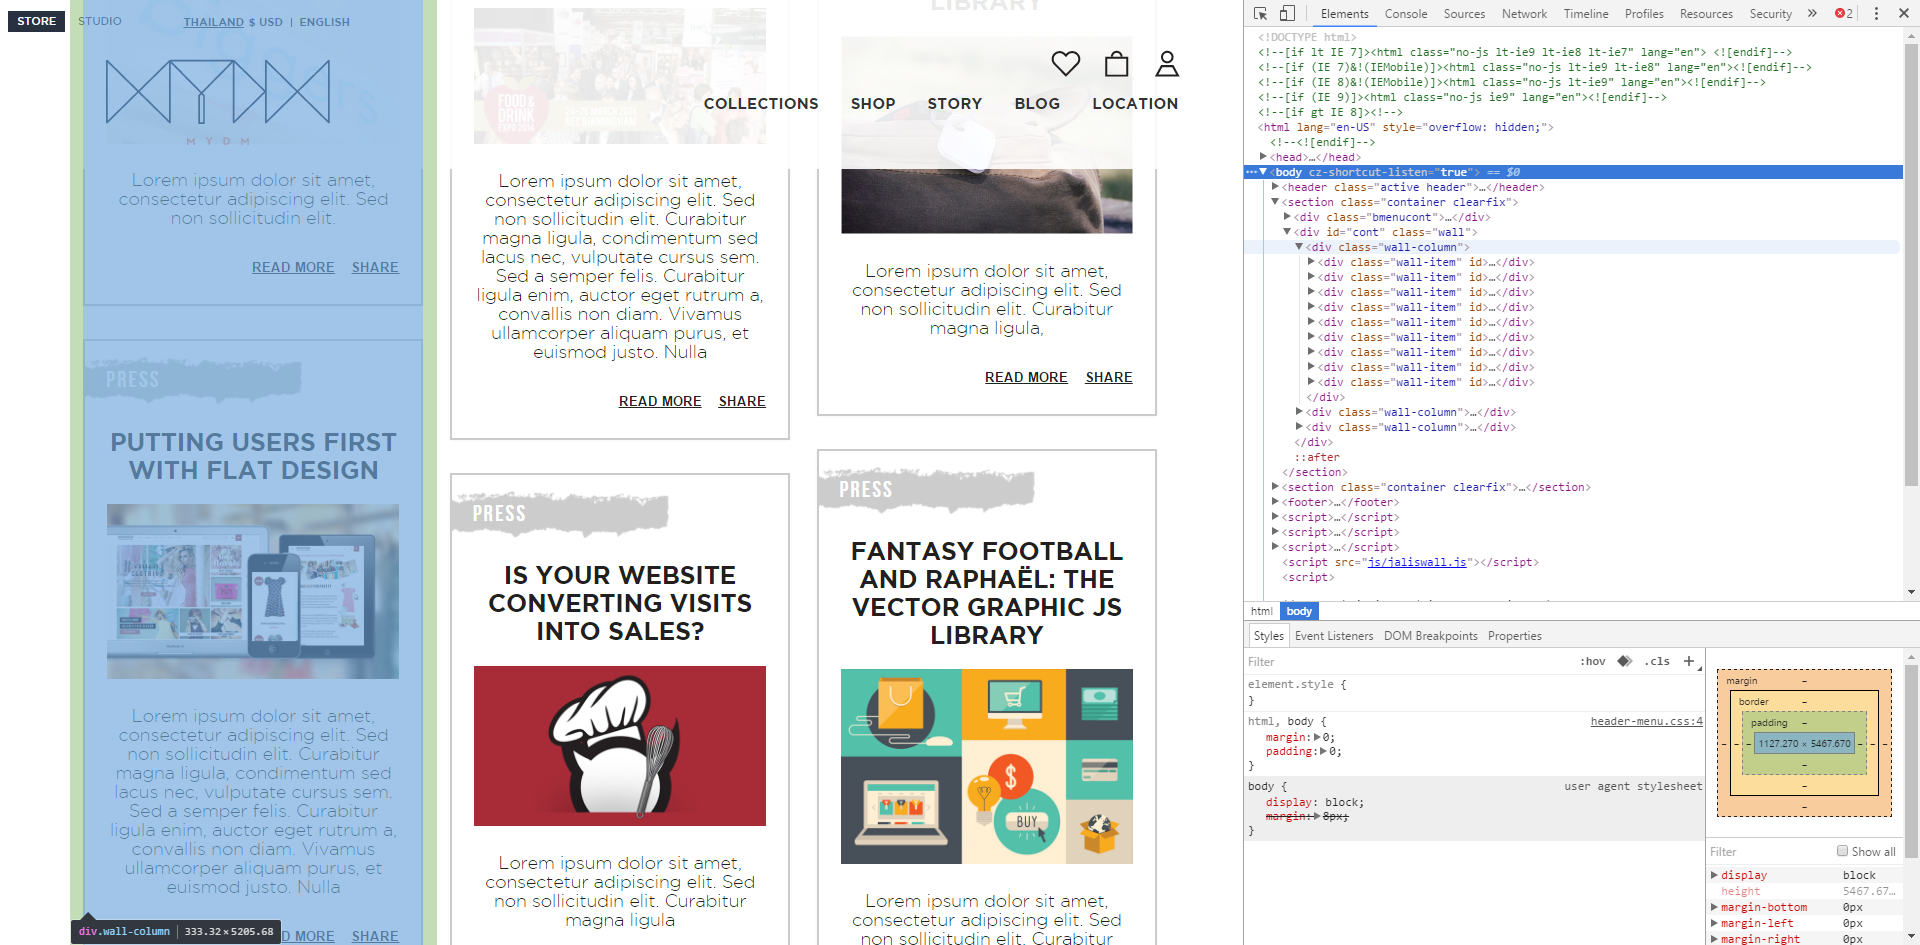 STORE
STUDIO
THAILAND $ USD | ENGLISH
MYDM
COLLECTIONS
SHOP
STORY
BLOG
LOCATION
Lorem ipsum dolor sit amet,
consectetur adipiscing elit. Sed
non sollicitudin elit.
READ MORE
SHARE
PRESS
PUTTING USERS FIRST
WITH FLAT DESIGN
Lorem ipsum dolor sit amet,
consectetur adipiscing elit. Sed
non sollicitudin elit. Curabitur
magna ligula, condimentum sed
lacus nec, vulputate cursus sem.
Sed a semper felis. Curabitur
ligula enim, auctor eget rutrum a,
convallis non diam. Vivamus
ullamcorper aliquam purus, et
euismod justo. Nulla
D MORE
SHARE
div.wall-column | 333.32 × 5205.68
FOOD &
DRINK
EXPO 2014
Lorem ipsum dolor sit amet,
consectetur adipiscing elit. Sed
non sollicitudin elit. Curabitur
magna ligula, condimentum sed
lacus nec, vulputate cursus sem.
Sed a semper felis. Curabitur
ligula enim, auctor eget rutrum a,
convallis non diam. Vivamus
ullamcorper aliquam purus, et
euismod justo. Nulla
READ MORE
SHARE
PRESS
IS YOUR WEBSITE
CONVERTING VISITS
INTO SALES?
Lorem ipsum dolor sit amet,
consectetur adipiscing elit. Sed
non sollicitudin elit. Curabitur
magna ligula
LIBRARY
Lorem ipsum dolor sit amet,
consectetur adipiscing elit. Sed
non sollicitudin elit. Curabitur
magna ligula,
READ MORE
SHARE
PRESS
FANTASY FOOTBALL
AND RAPHAËL: THE
VECTOR GRAPHIC JS
LIBRARY
$
BUY
Lorem ipsum dolor sit amet,
consectetur adipiscing elit. Sed
non sollicitudin elit. Curabitur
Elements Console Sources Network Timeline Profiles Resources Security » 2
<!DOCTYPE html>
<!--[if lt IE 7]><html class="no-js lt-ie9 lt-ie8 lt-ie7" lang="en"> <![endif]-->
<!--[if (IE 7)&!(IEMobile)]><html class="no-js lt-ie9 lt-ie8" lang="en"><![endif]-->
<!--[if (IE 8)&!(IEMobile)]><html class="no-js lt-ie9" lang="en"><![endif]-->
<!--[if (IE 9)]><html class="no-js ie9" lang="en"><![endif]-->
<!--[if gt IE 8]><!-->
<html lang="en-US" style="overflow: hidden;">
<!--<![endif]-->
<head>…</head>
<body cz-shortcut-listen="true"> == $0
<header class="active header">…</header>
<section class="container clearfix">
<div class="bmenucont">…</div>
<div id="cont" class="wall">
<div class="wall-column">
<div class="wall-item" id>…</div>
<div class="wall-item" id>…</div>
<div class="wall-item" id>…</div>
<div class="wall-item" id>…</div>
<div class="wall-item" id>…</div>
<div class="wall-item" id>…</div>
<div class="wall-item" id>…</div>
<div class="wall-item" id>…</div>
<div class="wall-item" id>…</div>
</div>
<div class="wall-column">…</div>
<div class="wall-column">…</div>
</div>
::after
</section>
<section class="container clearfix">…</section>
<footer>…</footer>
<script>…</script>
<script>…</script>
<script>…</script>
<script src="js/jaliswall.js"></script>
<script>
html body
Styles Event Listeners DOM Breakpoints Properties
Filter :hov .cls +
element.style {
}
html, body { header-menu.css:4
margin: 0;
padding: 0;
}
body { user agent stylesheet
display: block;
margin: 8px;
}
margin –
border –
padding –
1127.270 × 5467.670
Filter Show all
display block
height 5467.67…
margin-bottom 0px
margin-left 0px
margin-right 0px